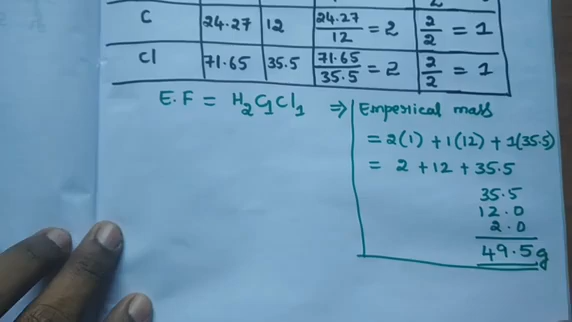 C 24.27 12 24.27/12 = 2 2/2 = 1
Cl 71.65 35.5 71.65/35.5 = 2 2/2 = 1
E.F = H₂C₁Cl₁ ⇒ Emperical mass
= 2(1) + 1(12) + 1(35.5)
= 2 + 12 + 35.5
35.5
12.0
2.0
49.5g